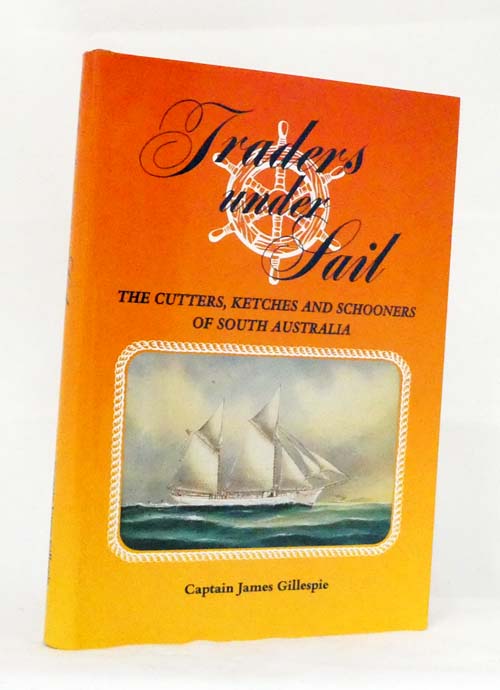 Traders
under
Sail
THE CUTTERS, KETCHES AND SCHOONERS
OF SOUTH AUSTRALIA
Captain James Gillespie